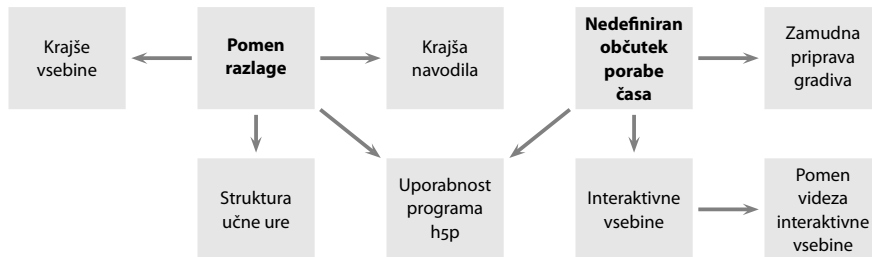 Krajše
vsebine
Pomen
razlage
Krajša
navodila
Nedefiniran
občutek
porabe
časa
Zamudna
priprava
gradiva
Struktura
učne ure
Uporabnost
programa
h5p
Interaktivne
vsebine
Pomen
videza
interaktivne
vsebine